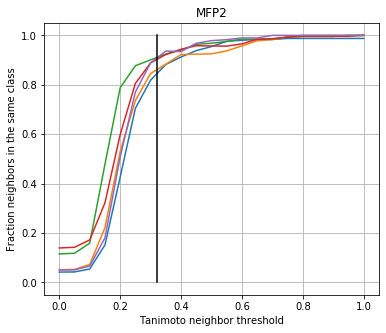 MFP2
Fraction neighbors in the same class
1.0
0.8
0.6
0.4
0.2
0.0
0.0 0.2 0.4 0.6 0.8 1.0
Tanimoto neighbor threshold